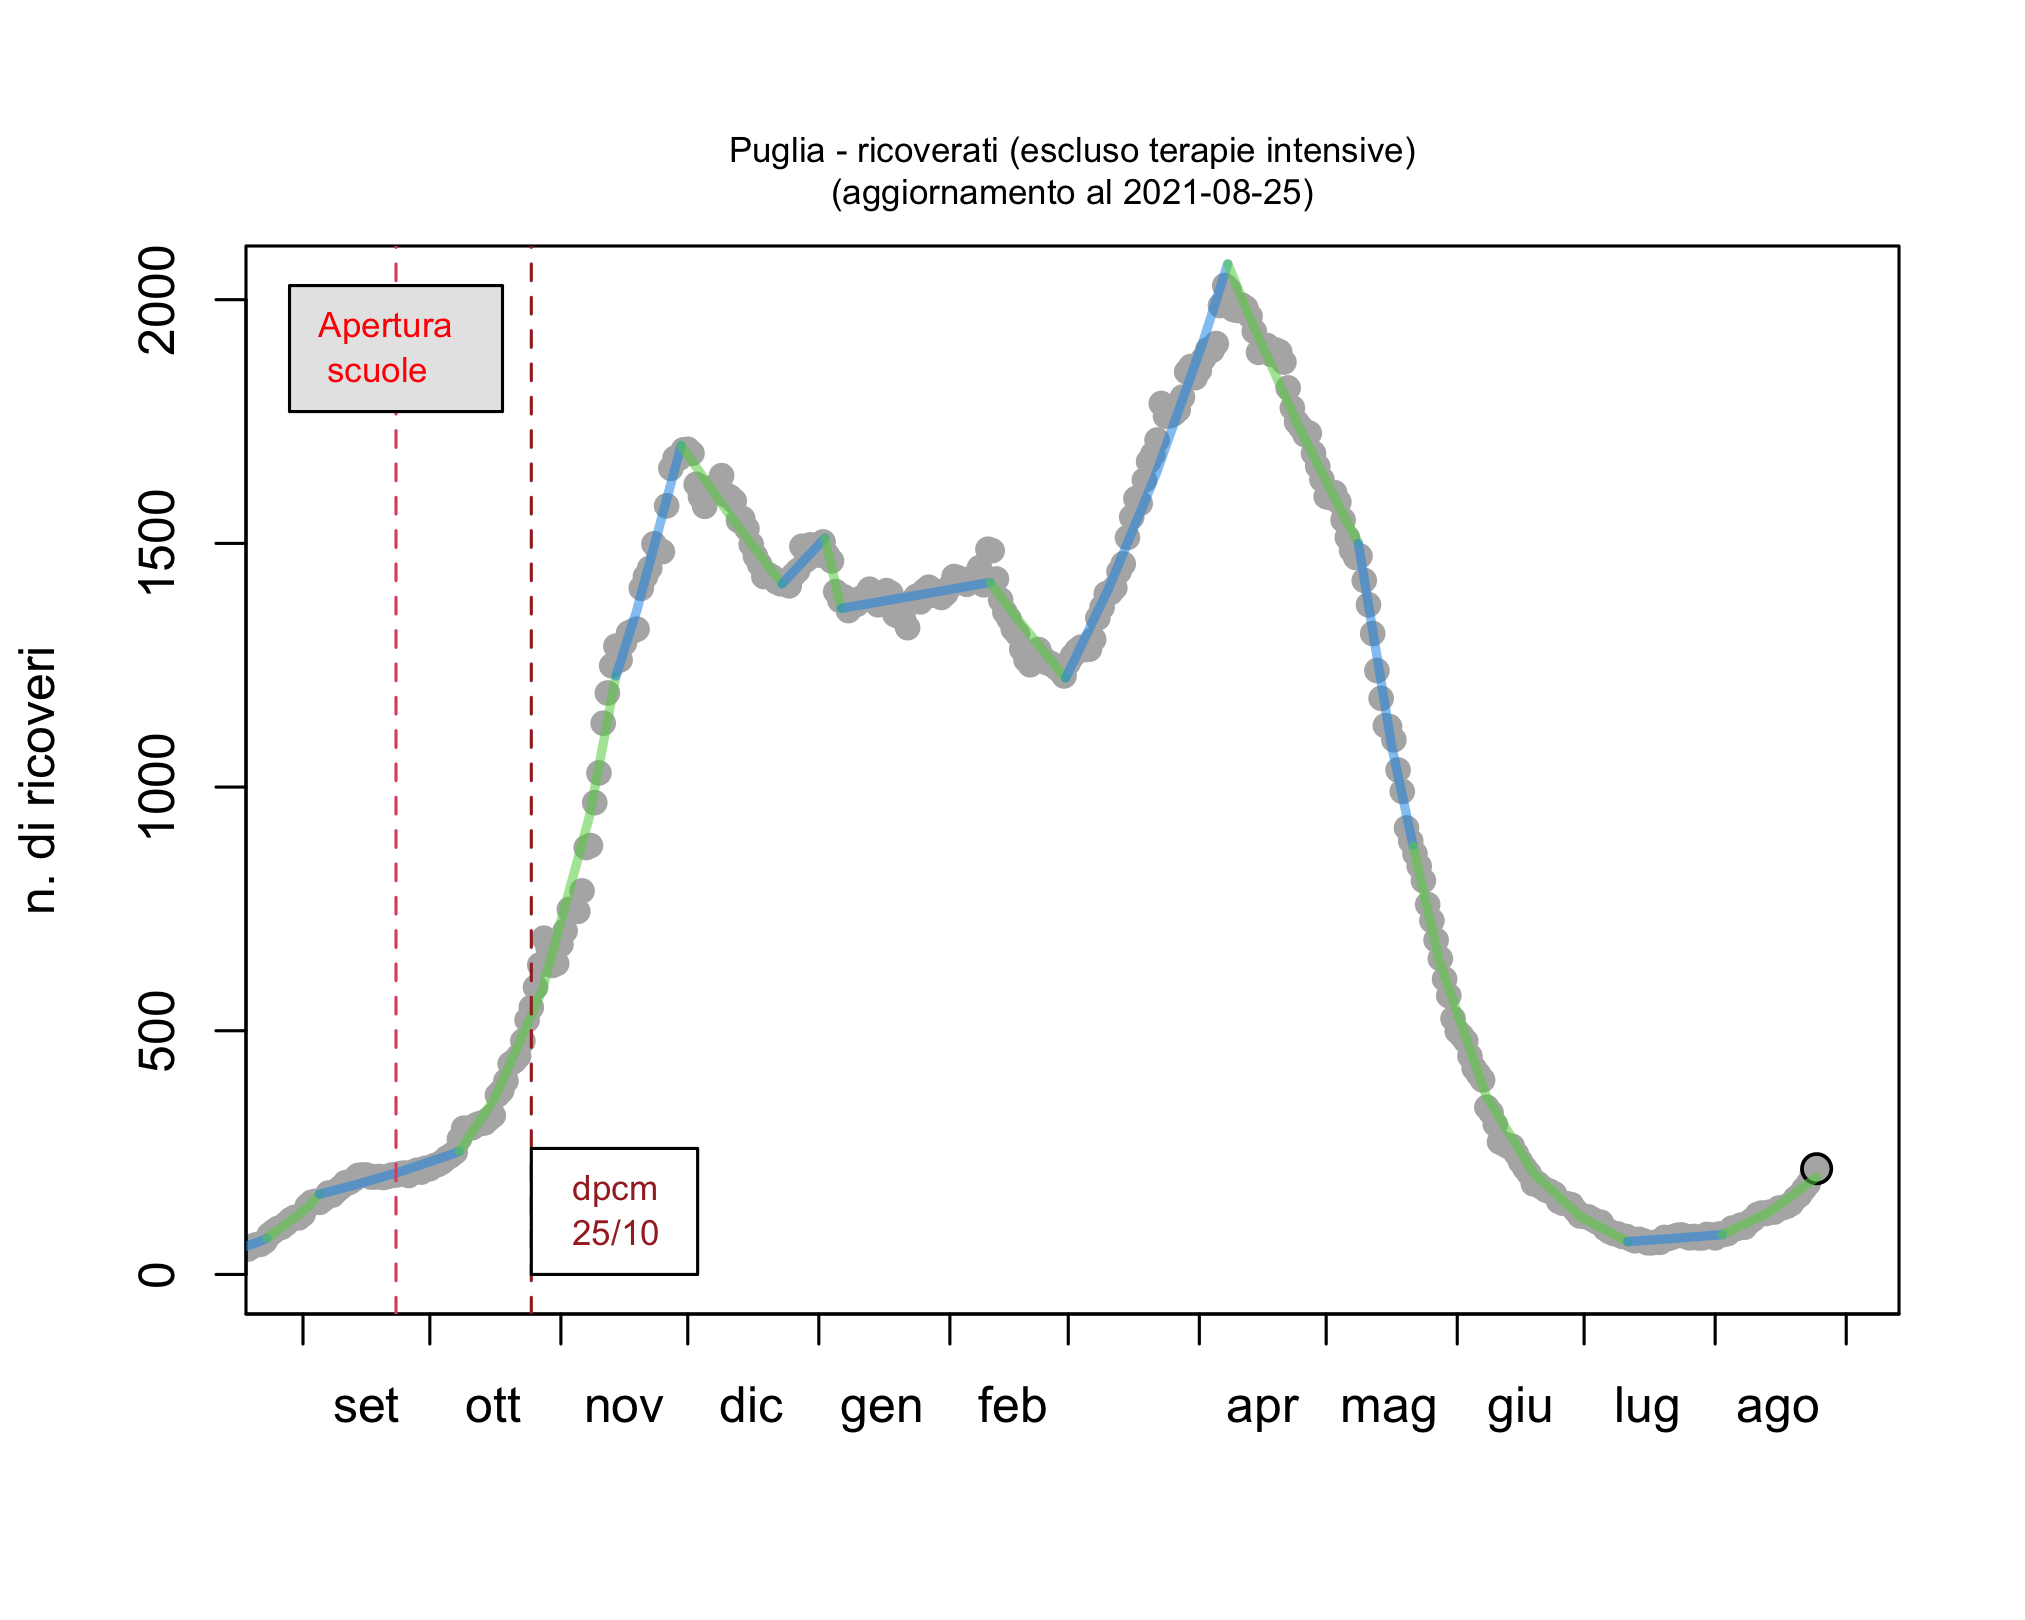 Puglia - ricoverati (escluso terapie intensive)
(aggiornamento al 2021-08-25)
n. di ricoveri
2000
1500
1000
500
0
Apertura
scuole
dpcm
25/10
set ott nov dic gen feb apr mag giu lug ago